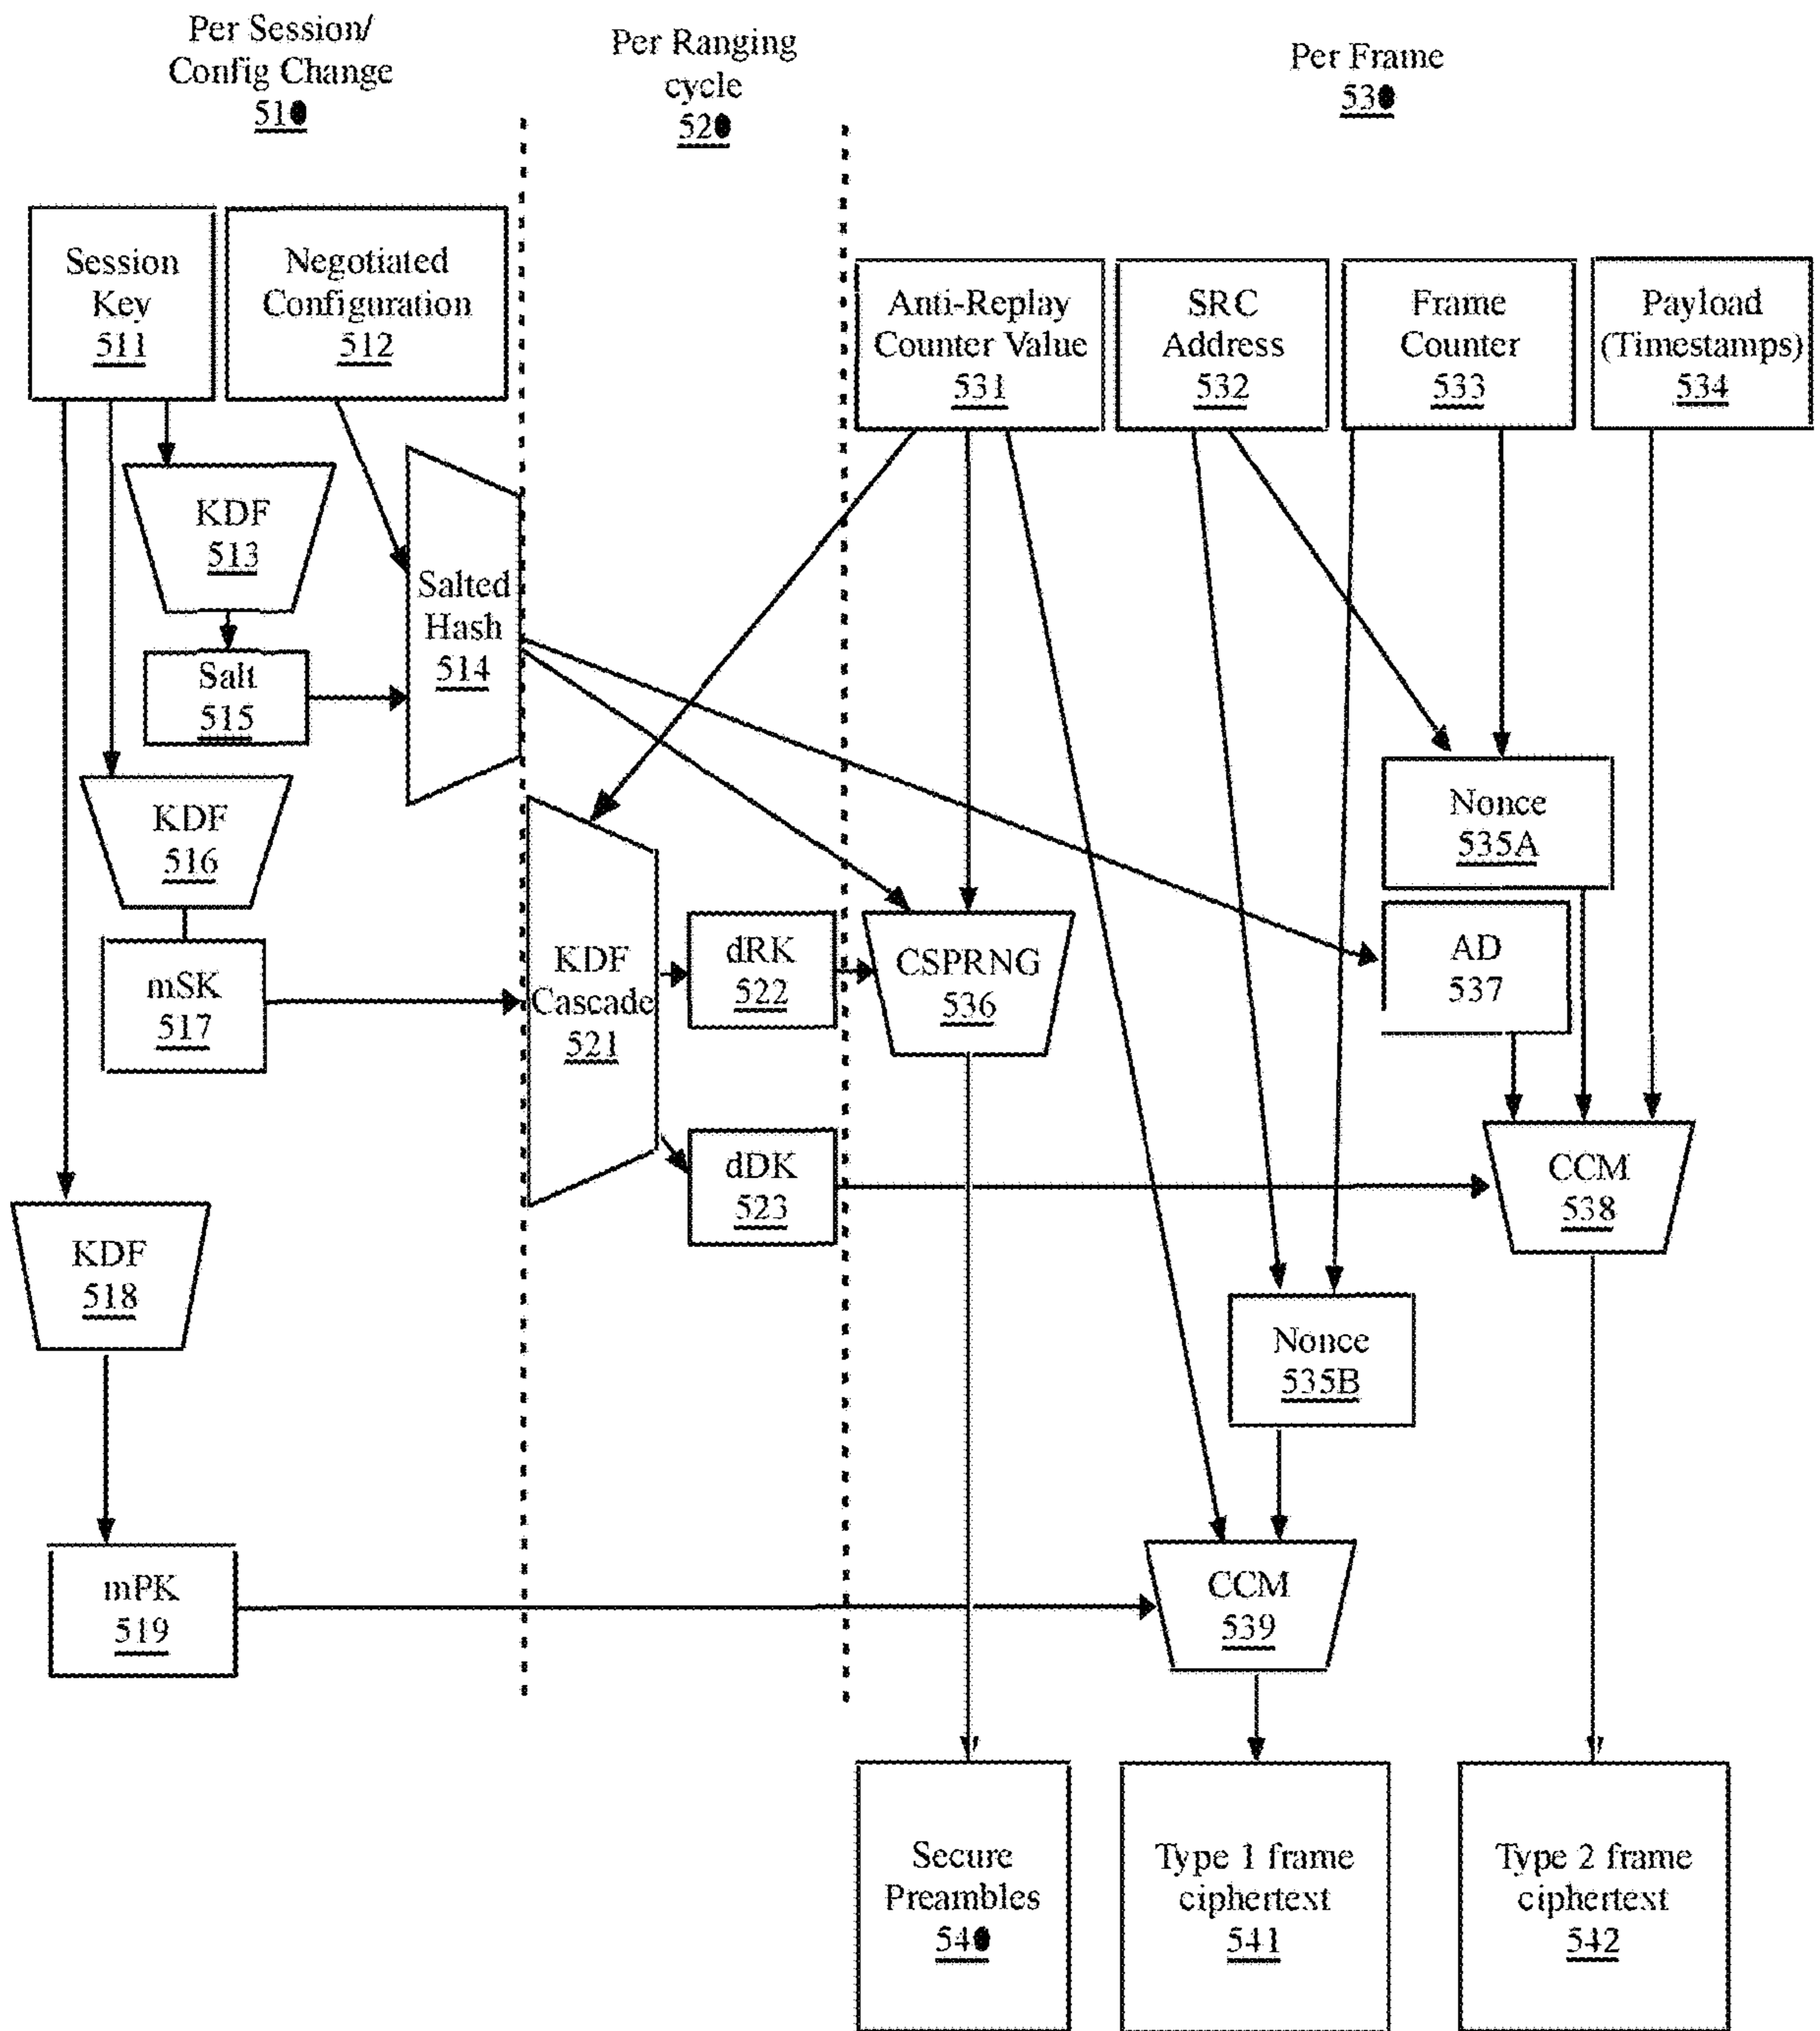 Per Session/
Config Change
510
Per Ranging
cycle
520
Per Frame
530
Session
Key
511
Negotiated
Configuration
512
Anti-Replay
Counter Value
531
SRC
Address
532
Frame
Counter
533
Payload
(Timestamps)
534
KDF
513
Salted
Hash
514
Salt
515
KDF
516
mSK
517
KDF
Cascade
521
dRK
522
dDK
523
CSPRNG
536
Nonce
535A
AD
537
CCM
538
KDF
518
Nonce
535B
mPK
519
CCM
539
Secure
Preambles
540
Type 1 frame
ciphertext
541
Type 2 frame
ciphertext
542